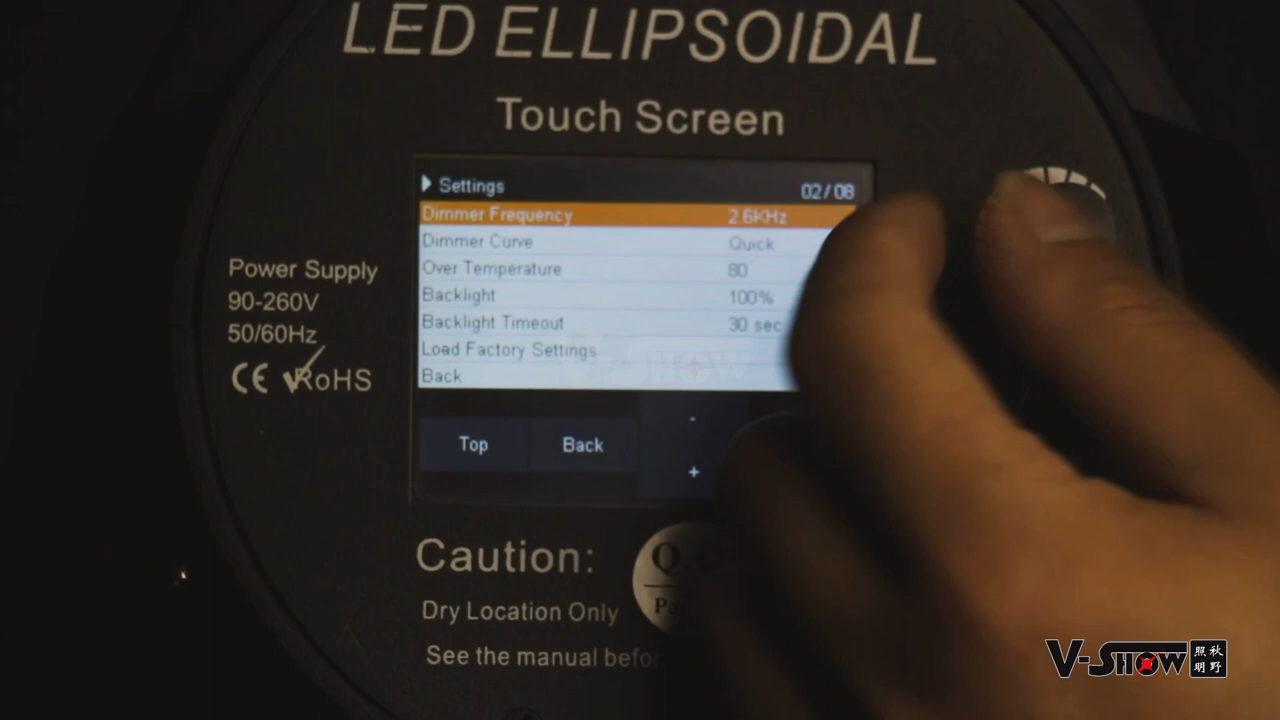 LED ELLIPSOIDAL
Touch Screen
Settings 02/08
Dimmer Frequency 2.6KHz
Dimmer Curve Quick
Over Temperature 80
Backlight 100%
Backlight Timeout 30 sec
Load Factory Settings
Back
Top Back - +
Power Supply
90-260V
50/60Hz
CE RoHS
Caution:
Dry Location Only
See the manual
V-SHOW 秋野照明